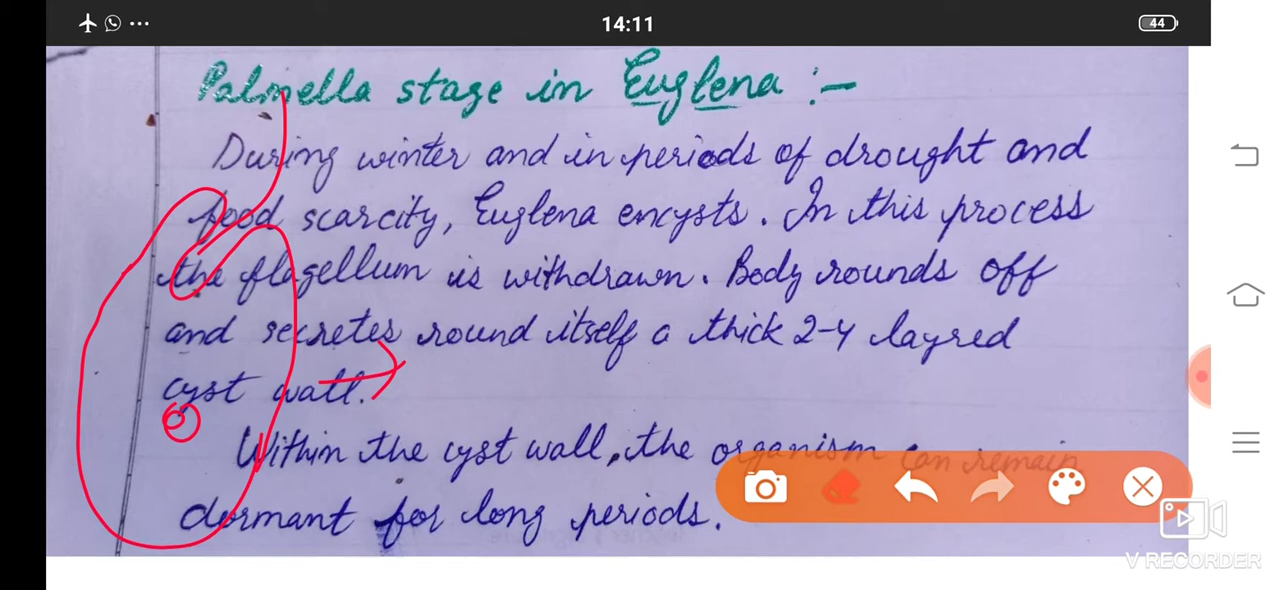 14:11
44
Palmella stage in Euglena :-
During winter and in periods of drought and
food scarcity, Euglena encysts. In this process
the flagellum is withdrawn. Body rounds off
and secretes round itself a thick 2-4 layred
cyst wall.
Within the cyst wall, the organism can remain
dormant for long periods.
V RECORDER